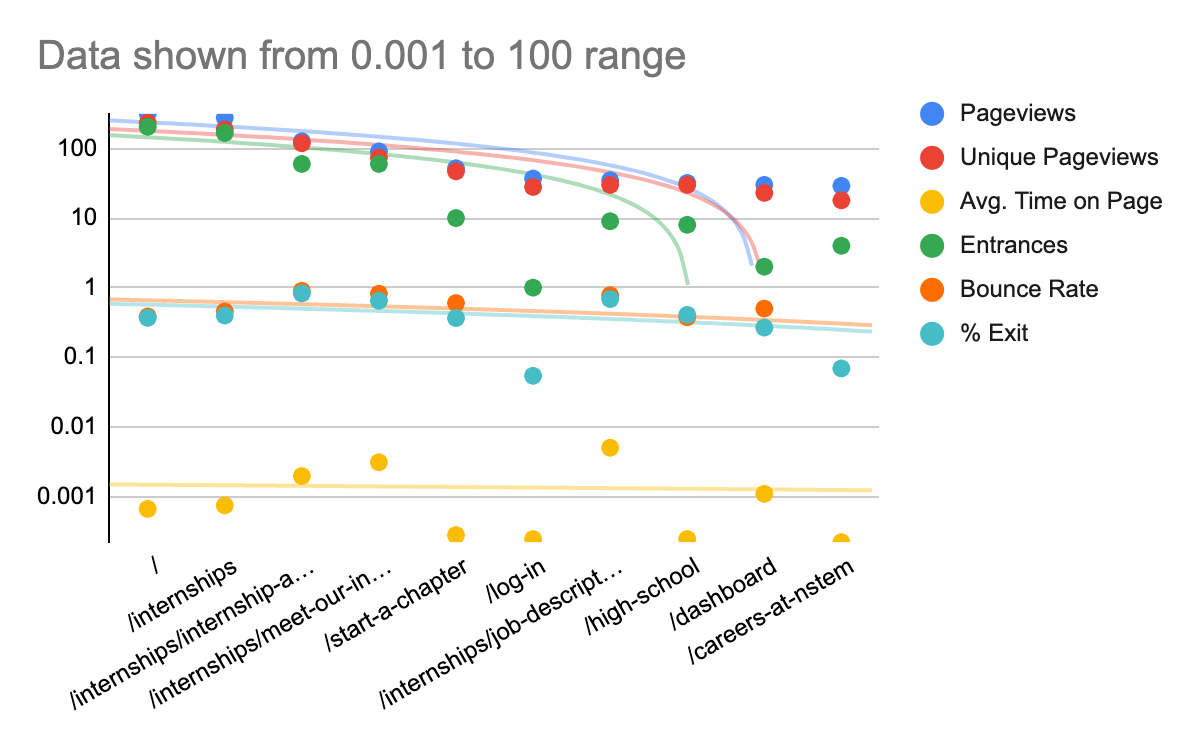 Data shown from 0.001 to 100 range
Pageviews
Unique Pageviews
Avg. Time on Page
Entrances
Bounce Rate
% Exit
100
10
1
0.1
0.01
0.001
/
/internships
/internships/internship-a…
/internships/meet-our-in…
/start-a-chapter
/log-in
/internships/job-descript…
/high-school
/dashboard
/careers-at-nstem